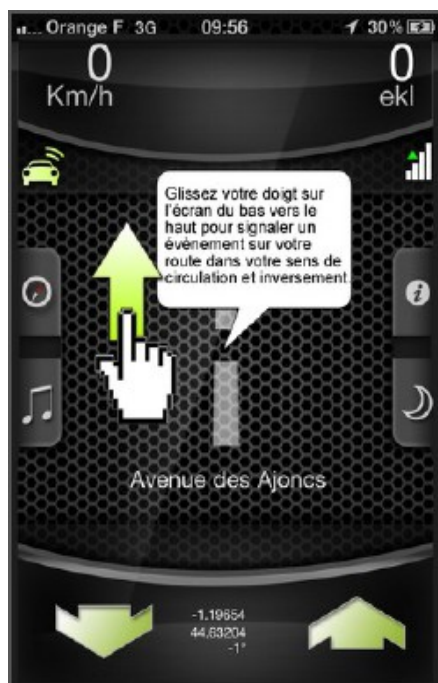 ... Orange F 3G 09:56 30%
0 0
Km/h ekl
Glissez votre doigt sur
l'écran du bas vers le
haut pour signaler un
évènement sur votre
route dans votre sens de
circulation et inversement.
Avenue des Ajoncs
-1.19654
44.63204
-1°